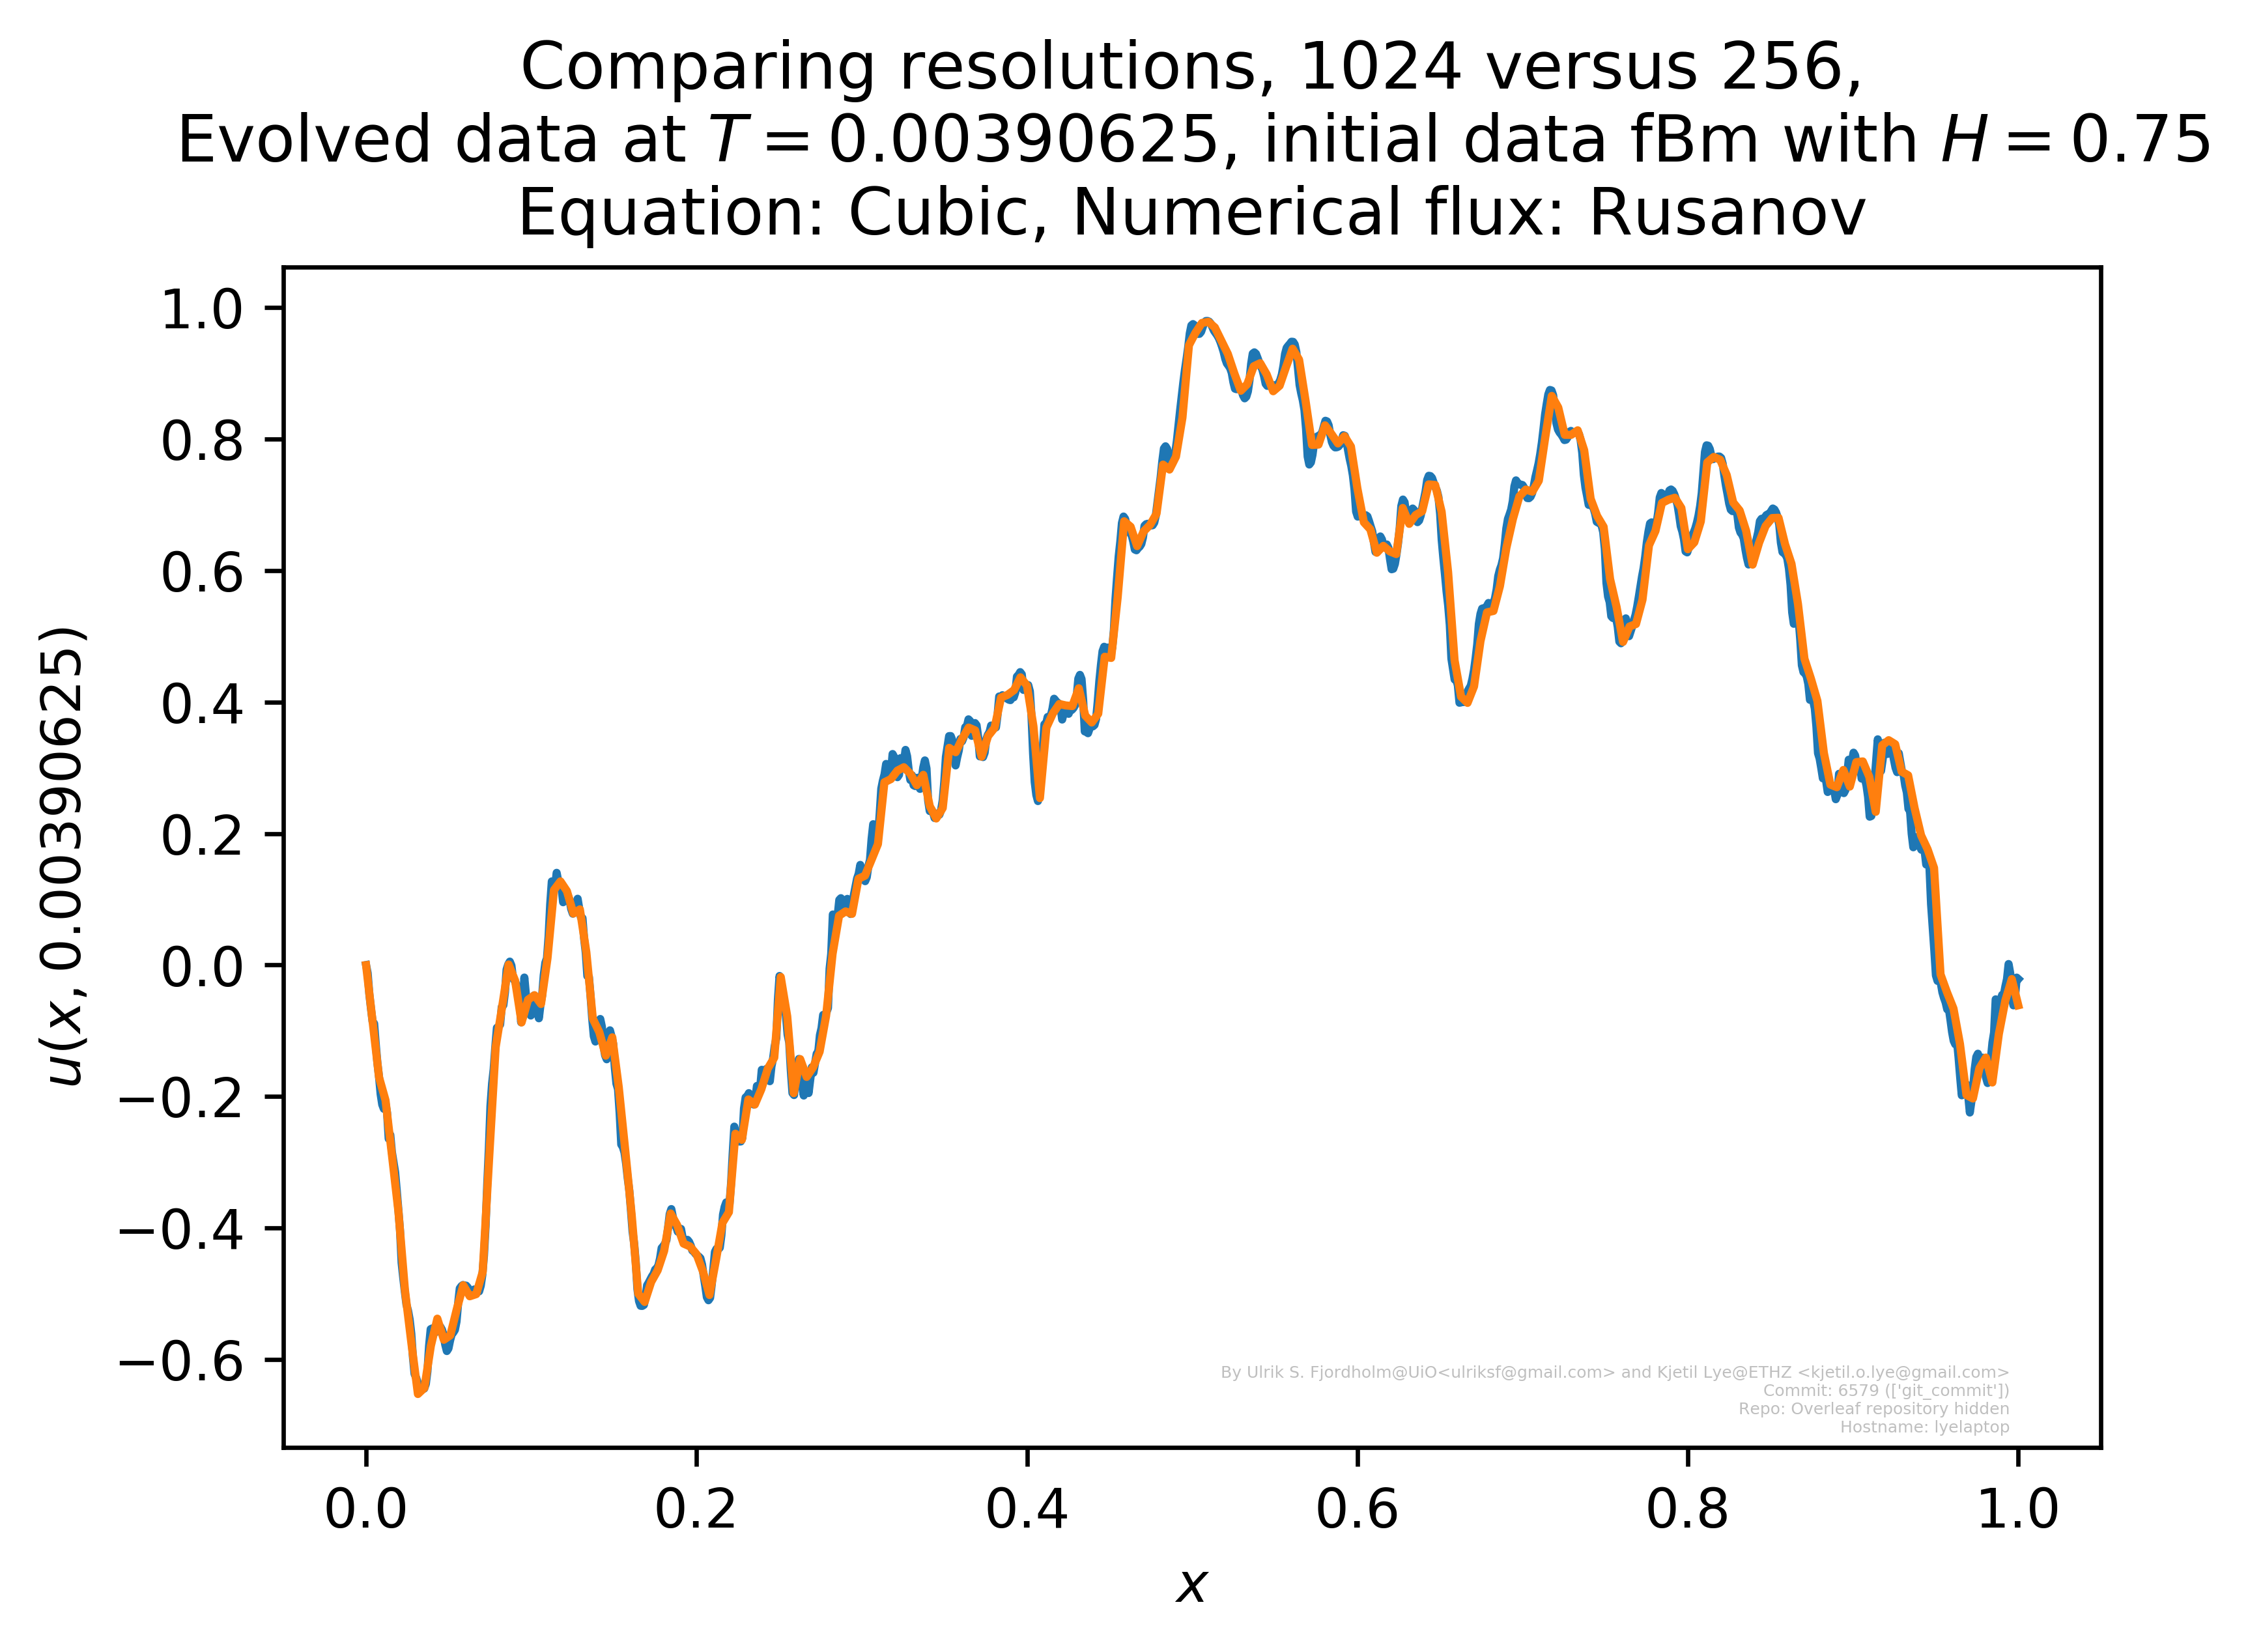 Comparing resolutions, 1024 versus 256,
Evolved data at T = 0.00390625, initial data fBm with H = 0.75
Equation: Cubic, Numerical flux: Rusanov
1.0
0.8
0.6
0.4
0.2
0.0
−0.2
−0.4
−0.6
u(x, 0.00390625)
By Ulrik S. Fjordholm@UiO<ulriksf@gmail.com> and Kjetil Lye@ETHZ <kjetil.o.lye@gmail.com>
Commit: 6579 (['git_commit'])
Repo: Overleaf repository hidden
Hostname: lyelaptop
0.0 0.2 0.4 0.6 0.8 1.0
x